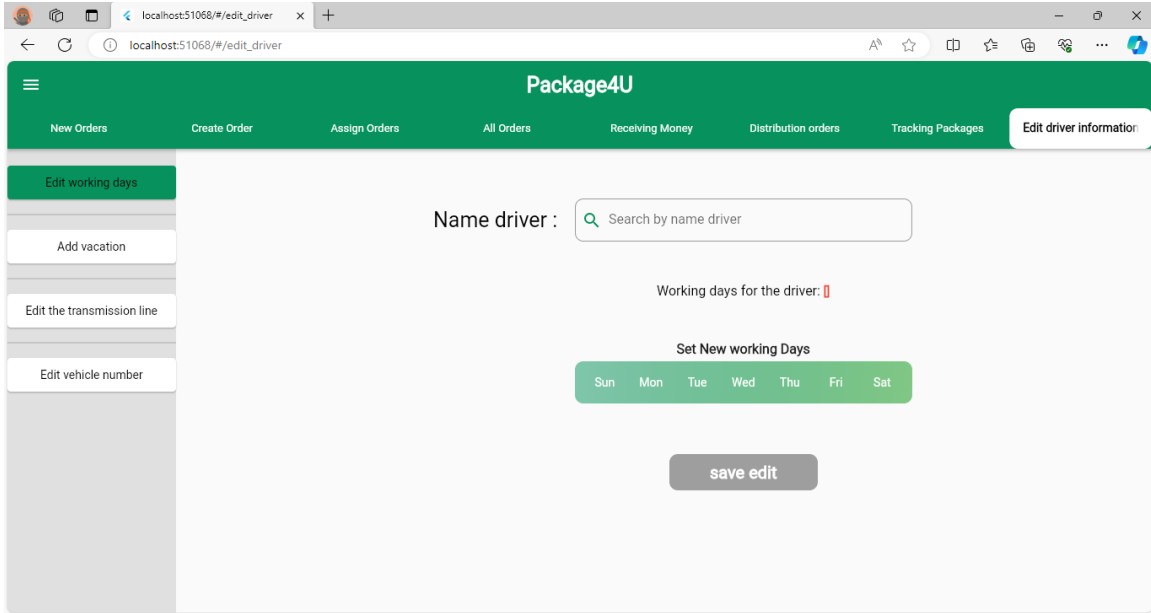 localhost:51068/#/edit_driver
localhost:51068/#/edit_driver
Package4U
New Orders Create Order Assign Orders All Orders Receiving Money Distribution orders Tracking Packages Edit driver information
Edit working days
Add vacation
Edit the transmission line
Edit vehicle number
Name driver : Search by name driver
Working days for the driver: []
Set New working Days
Sun Mon Tue Wed Thu Fri Sat
save edit